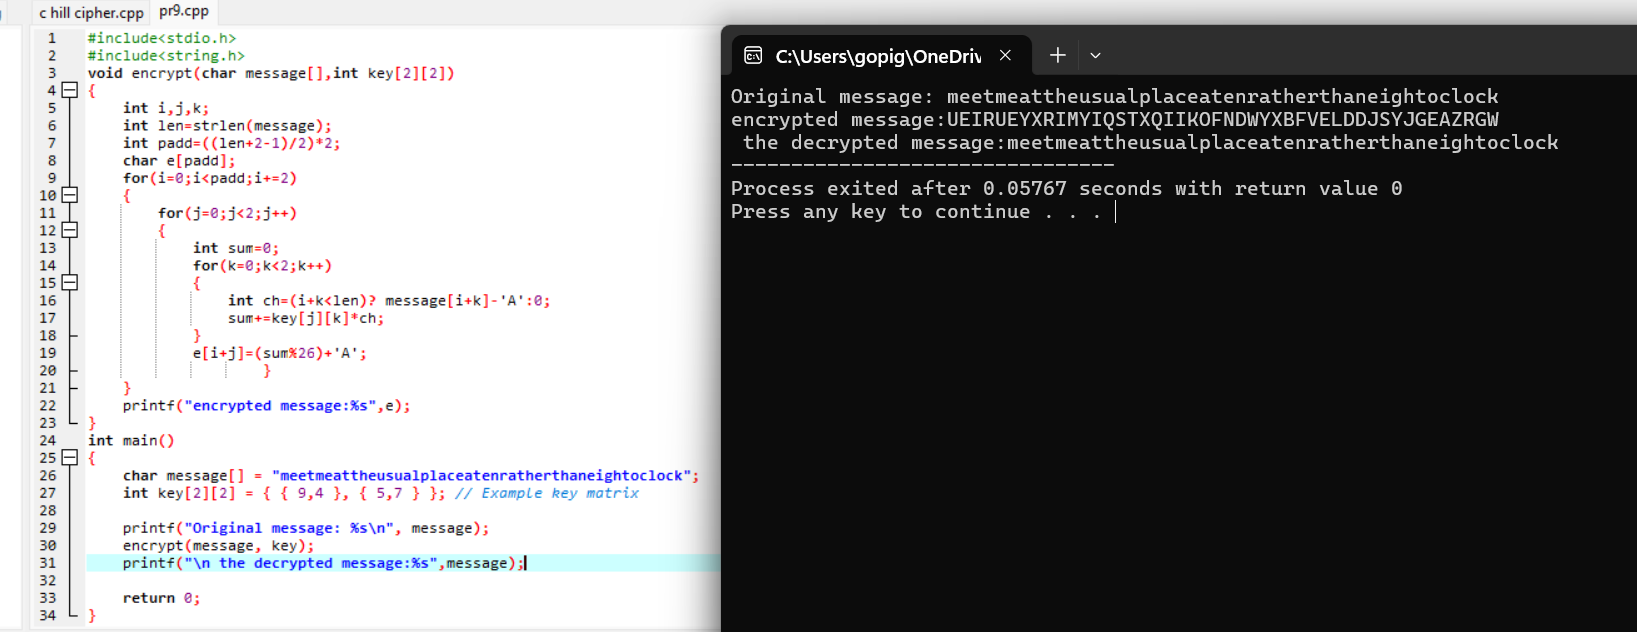 c hill cipher.cpp pr9.cpp
1 #include<stdio.h>
2 #include<string.h>
3 void encrypt(char message[],int key[2][2])
4 {
5 int i,j,k;
6 int len=strlen(message);
7 int padd=((len+2-1)/2)*2;
8 char e[padd];
9 for(i=0;i<padd;i+=2)
10 {
11 for(j=0;j<2;j++)
12 {
13 int sum=0;
14 for(k=0;k<2;k++)
15 {
16 int ch=(i+k<len)? message[i+k]-'A':0;
17 sum+=key[j][k]*ch;
18 }
19 e[i+j]=(sum%26)+'A';
20 }
21 }
22 printf("encrypted message:%s",e);
23 }
24 int main()
25 {
26 char message[] = "meetmeattheusualplaceatenratherthaneightoclock";
27 int key[2][2] = { { 9,4 }, { 5,7 } }; // Example key matrix
28
29 printf("Original message: %s\n", message);
30 encrypt(message, key);
31 printf("\n the decrypted message:%s",message);
32
33 return 0;
34 }
C:\Users\gopig\OneDriv
Original message: meetmeattheusualplaceatenratherthaneightoclock
encrypted message:UEIRUEYXRIMYIQSTXQIIKOFNDWYXBFVELDDJSYJGEAZRGW
the decrypted message:meetmeattheusualplaceatenratherthaneightoclock
--------------------------------
Process exited after 0.05767 seconds with return value 0
Press any key to continue . . .